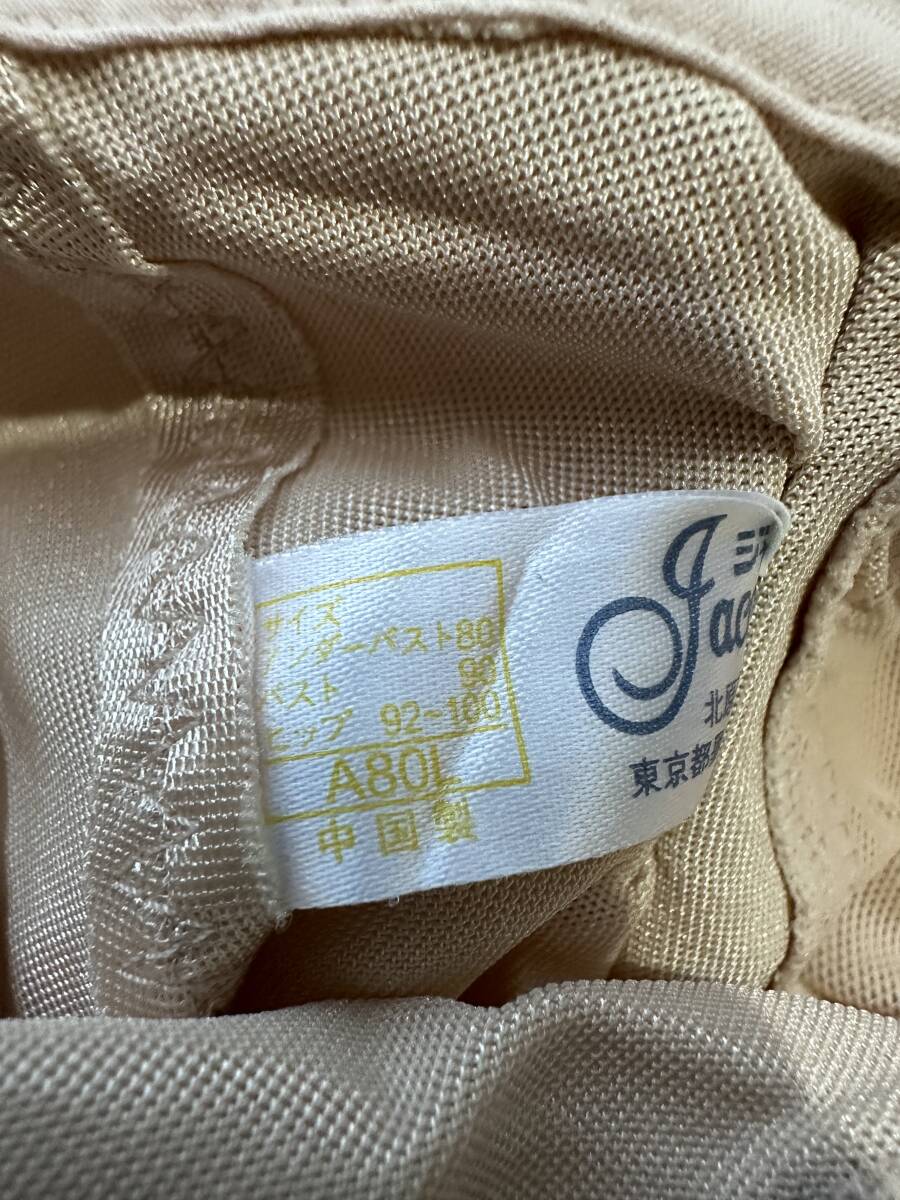 サイズ
アンダーバスト80
バスト 90
ヒップ 92~100
A80L
中国製
Jac
北
東京都